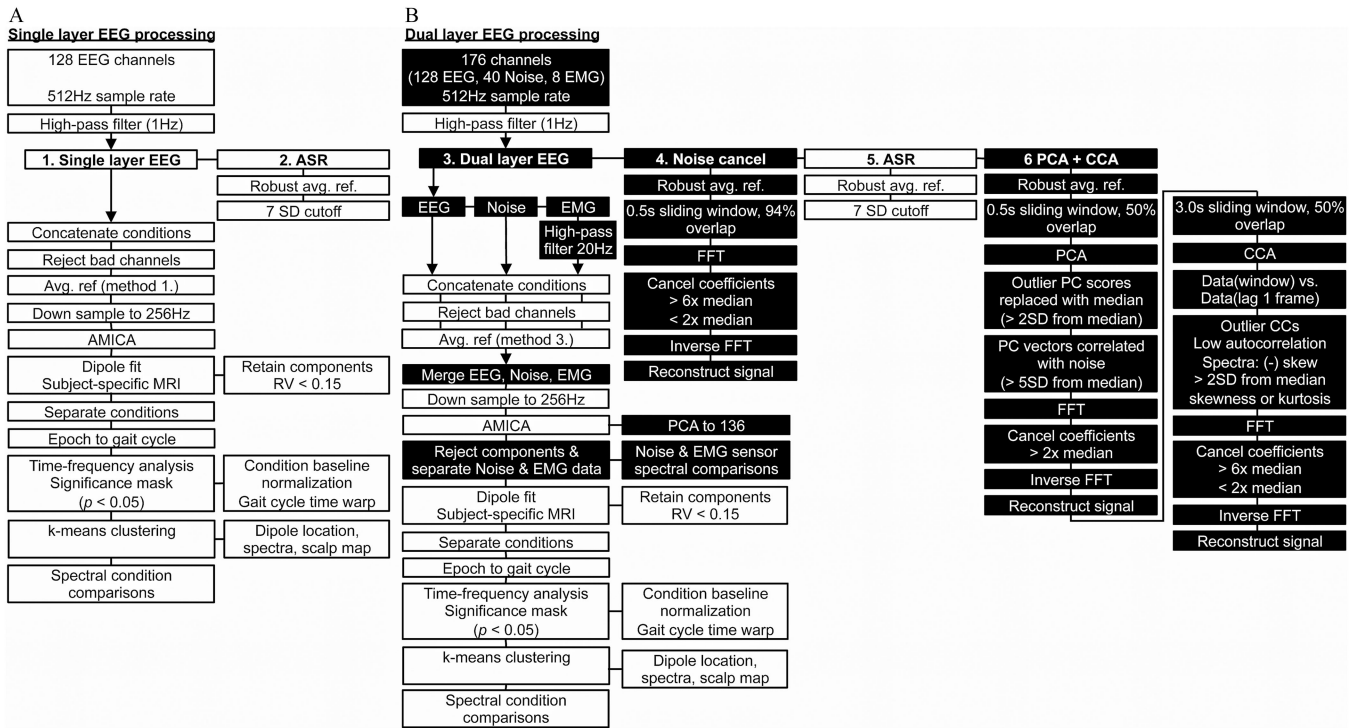 A
Single layer EEG processing
128 EEG channels
512Hz sample rate
High-pass filter (1Hz)
1. Single layer EEG
2. ASR
Robust avg. ref.
7 SD cutoff
Concatenate conditions
Reject bad channels
Avg. ref (method 1.)
Down sample to 256Hz
AMICA
Dipole fit
Subject-specific MRI
Retain components
RV < 0.15
Separate conditions
Epoch to gait cycle
Time-frequency analysis
Significance mask
(p < 0.05)
Condition baseline
normalization
Gait cycle time warp
k-means clustering
Dipole location,
spectra, scalp map
Spectral condition
comparisons
B
Dual layer EEG processing
176 channels
(128 EEG, 40 Noise, 8 EMG)
512Hz sample rate
High-pass filter (1Hz)
3. Dual layer EEG
EEG
Noise
EMG
High-pass
filter 20Hz
Concatenate conditions
Reject bad channels
Avg. ref (method 3.)
Merge EEG, Noise, EMG
Down sample to 256Hz
AMICA
PCA to 136
Reject components &
separate Noise & EMG data
Noise & EMG sensor
spectral comparisons
Dipole fit
Subject-specific MRI
Retain components
RV < 0.15
Separate conditions
Epoch to gait cycle
Time-frequency analysis
Significance mask
(p < 0.05)
Condition baseline
normalization
Gait cycle time warp
k-means clustering
Dipole location,
spectra, scalp map
Spectral condition
comparisons
4. Noise cancel
Robust avg. ref.
0.5s sliding window, 94%
overlap
FFT
Cancel coefficients
> 6x median
< 2x median
Inverse FFT
Reconstruct signal
5. ASR
Robust avg. ref.
7 SD cutoff
6 PCA + CCA
Robust avg. ref.
0.5s sliding window, 50%
overlap
PCA
Outlier PC scores
replaced with median
(> 2SD from median)
PC vectors correlated
with noise
(> 5SD from median)
FFT
Cancel coefficients
> 2x median
Inverse FFT
Reconstruct signal
3.0s sliding window, 50%
overlap
CCA
Data(window) vs.
Data(lag 1 frame)
Outlier CCs
Low autocorrelation
Spectra: (-) skew
> 2SD from median
skewness or kurtosis
FFT
Cancel coefficients
> 6x median
< 2x median
Inverse FFT
Reconstruct signal